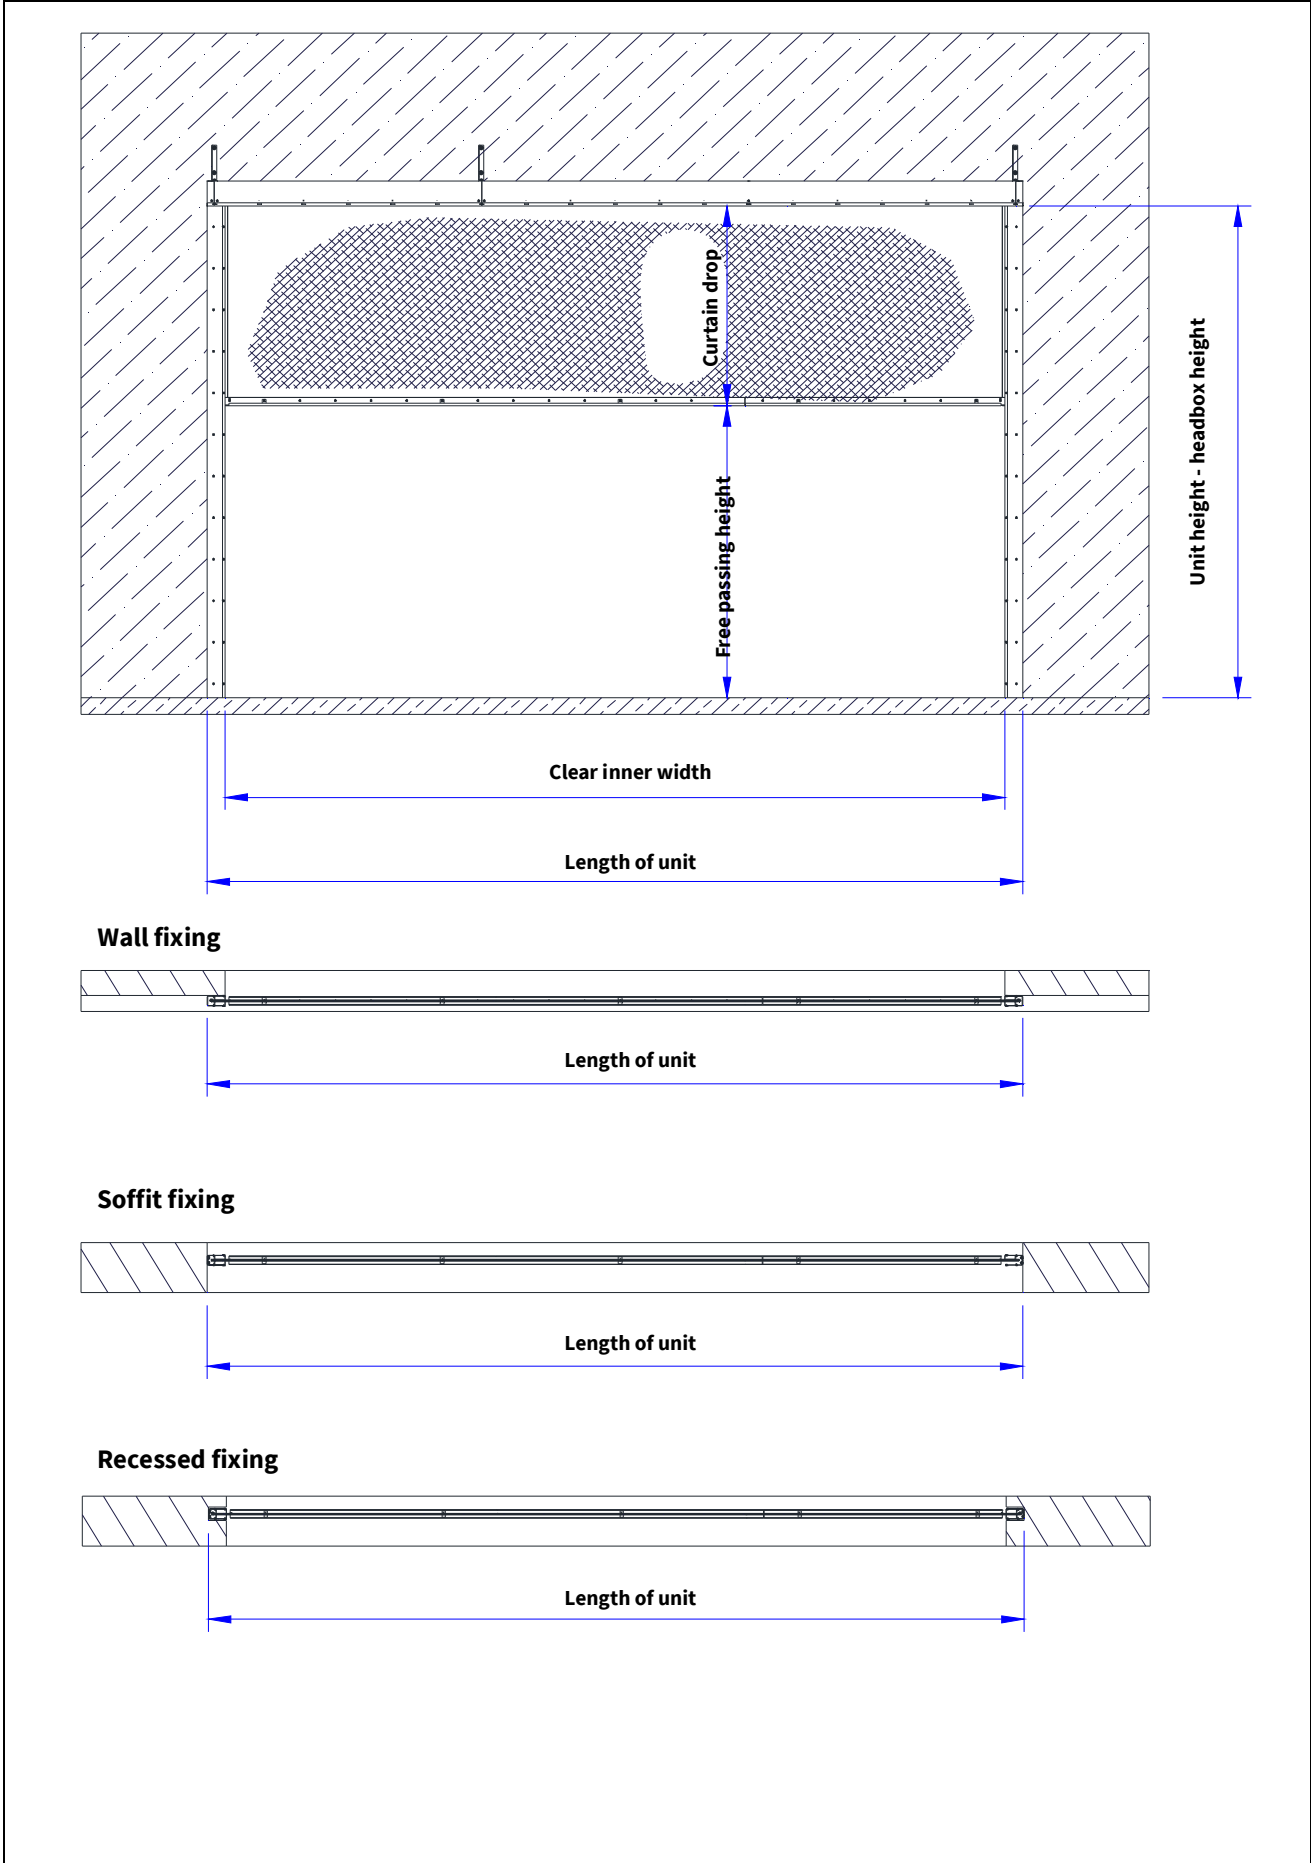 Curtain drop
Free passing height
Unit height - headbox height
Clear inner width
Length of unit
Wall fixing
Length of unit
Soffit fixing
Length of unit
Recessed fixing
Length of unit